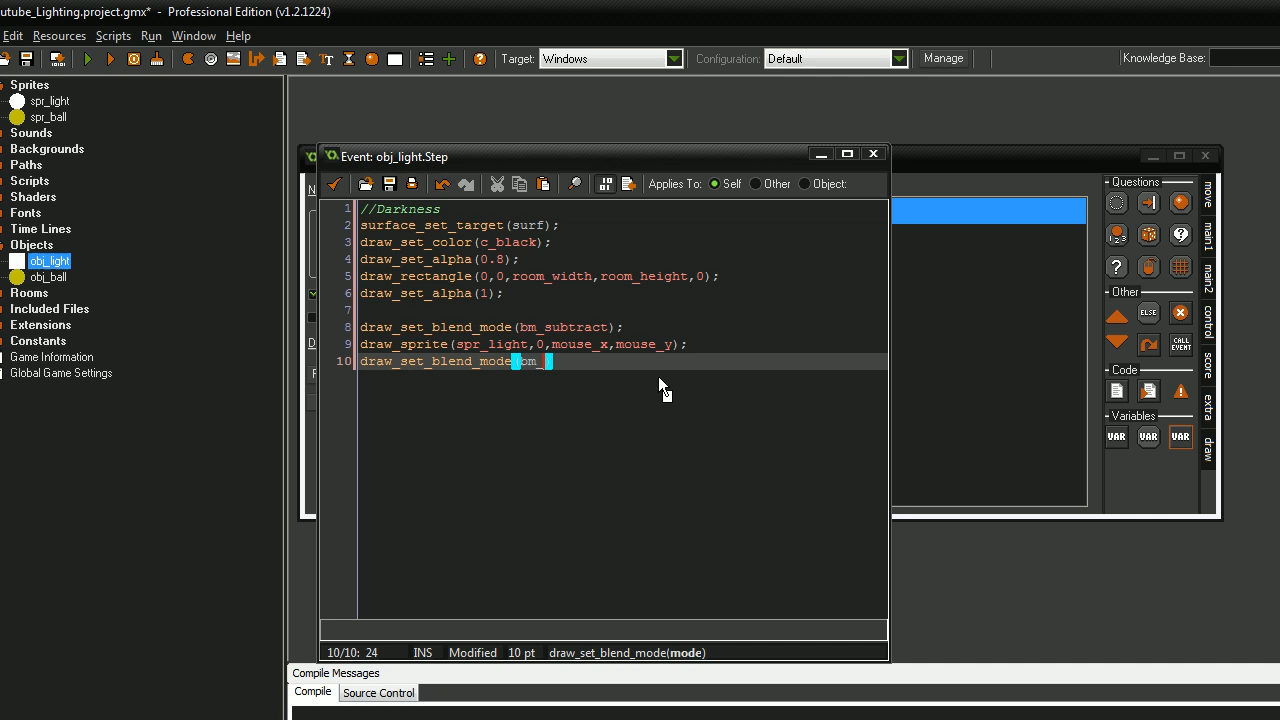 utube_Lighting.project.gmx* - Professional Edition (v1.2.1224)
Edit Resources Scripts Run Window Help
Target: Windows Configuration: Default Manage Knowledge Base:
Sprites
spr_light
spr_ball
Sounds
Backgrounds
Paths
Scripts
Shaders
Fonts
Time Lines
Objects
obj_light
obj_ball
Rooms
Included Files
Extensions
Constants
Game Information
Global Game Settings
Event: obj_light.Step
Applies To: Self Other Object:
1 //Darkness
2 surface_set_target(surf);
3 draw_set_color(c_black);
4 draw_set_alpha(0.8);
5 draw_rectangle(0,0,room_width,room_height,0);
6 draw_set_alpha(1);
7
8 draw_set_blend_mode(bm_subtract);
9 draw_sprite(spr_light,0,mouse_x,mouse_y);
10 draw_set_blend_mode(bm_)
10/10: 24 INS Modified 10 pt draw_set_blend_mode(mode)
Questions
Other
ELSE
CALL EVENT
Code
Variables
VAR VAR VAR
move
main1
main2
control
score
extra
draw
Compile Messages
Compile Source Control